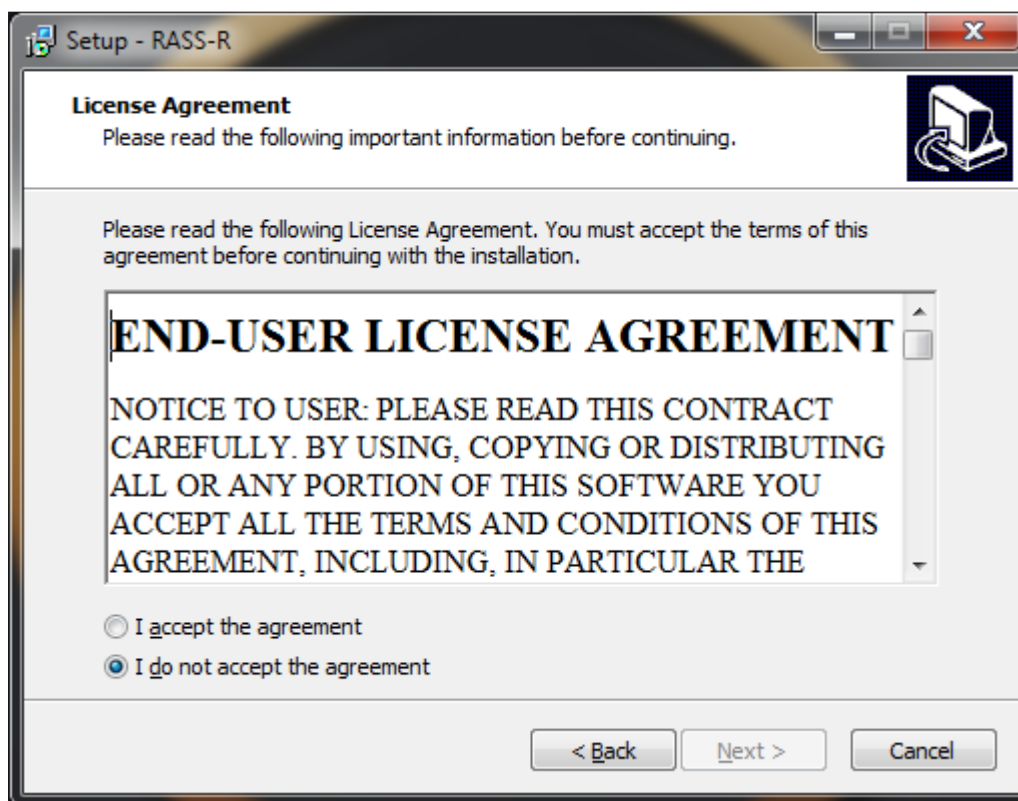 Setup - RASS-R
License Agreement
Please read the following important information before continuing.
Please read the following License Agreement. You must accept the terms of this
agreement before continuing with the installation.
END-USER LICENSE AGREEMENT
NOTICE TO USER: PLEASE READ THIS CONTRACT
CAREFULLY. BY USING, COPYING OR DISTRIBUTING
ALL OR ANY PORTION OF THIS SOFTWARE YOU
ACCEPT ALL THE TERMS AND CONDITIONS OF THIS
AGREEMENT, INCLUDING, IN PARTICULAR THE
I accept the agreement
I do not accept the agreement
< Back Next > Cancel